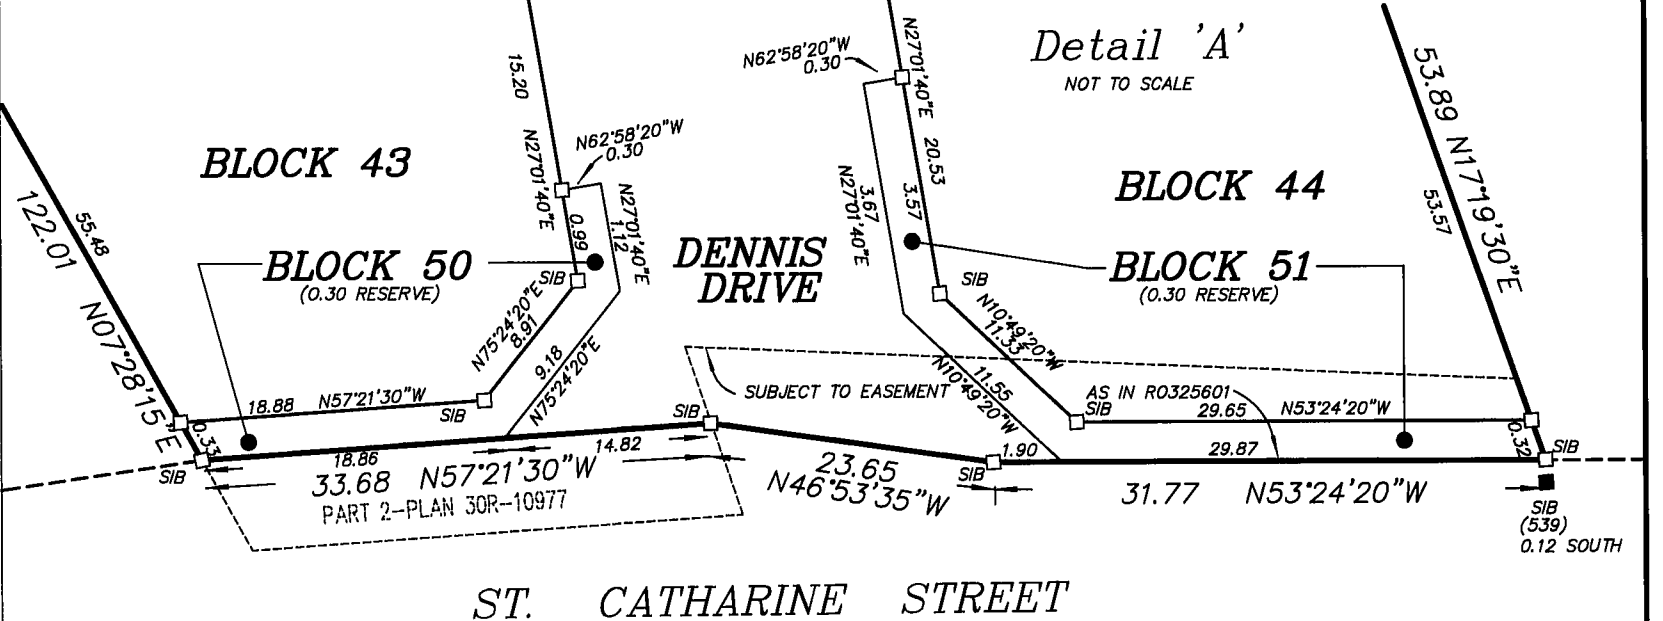 Detail 'A'
NOT TO SCALE
N27°01'40"E
N62°58'20"W
0.30
15.20
53.89 N17°19'30"E
53.57
N62°58'20"W
0.30
BLOCK 43
N27°01'40"E
20.53
3.57
3.67
N27°01'40"E
BLOCK 44
122.01
55.48
N07°28'15"E
0.99
N27°01'40"E
1.12
DENNIS
DRIVE
BLOCK 50
(0.30 RESERVE)
SIB
SIB
BLOCK 51
(0.30 RESERVE)
N75°24'20"E
8.91
9.18
N75°24'20"E
N10°49'20"W
11.33
11.55
N10°49'20"W
SUBJECT TO EASEMENT
AS IN R0325601
18.88 N57°21'30"W
SIB
SIB
SIB
29.65 N53°24'20"W
0.33
0.32
14.82
18.86
1.90
29.87
SIB
SIB
SIB
33.68 N57°21'30"W
23.65
N46°53'35"W
31.77 N53°24'20"W
PART 2-PLAN 30R-10977
SIB
(539)
0.12 SOUTH
ST. CATHARINE STREET